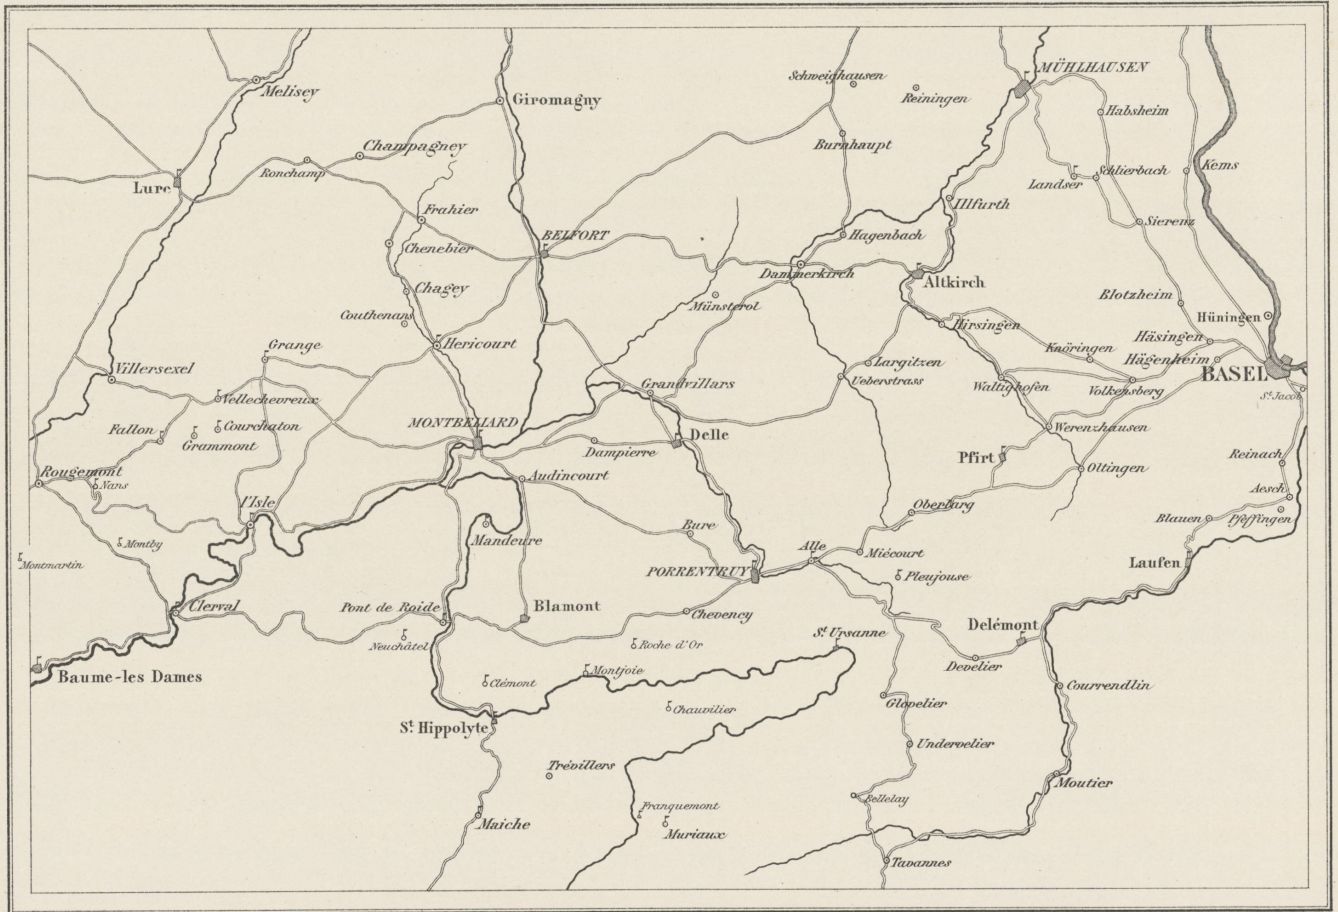 MÜHLHAUSEN
Schweighausen
Melisey
Reiningen
Giromagny
Habsheim
Burnhaupt
Champagney
Kems
Ronchamp
Schlierbach
Landser
Lure
Illfurth
Frahier
Sierenz
BELFORT
Hagenbach
Chenebier
Dammerkirch
Altkirch
Chagey
Blotzheim
Münsterol
Couthenans
Hüningen
Hirsingen
Häsingen
Grange
Hericourt
Knöringen
Hägenheim
Villersexel
Largitzen
BASEL
Grandvillars
Ueberstrass
Waltighofen
Volkensberg
St. Jacob
Vellechevreux
MONTBELIARD
Courchaton
Fallon
Werenzhausen
Delle
Grammont
Dampierre
Pfirt
Reinach
Oltingen
Rougemont
Audincourt
Nans
Aesch
l'Isle
Oberlarg
Blauen
Pfeffingen
Bure
Mandeure
Montby
Alle
Miécourt
Montmartin
Laufen
PORRENTRUY
Pleujouse
Clerval
Pont de Roide
Blamont
Chevency
Delémont
St. Ursanne
Neuchâtel
Roche d'Or
Develier
Baume-les Dames
Montjoie
Clémont
Courrendlin
Glovelier
Chauvilier
St. Hippolyte
Undervelier
Trévillers
Moutier
Bellelay
Franquemont
Maiche
Muriaux
Tavannes